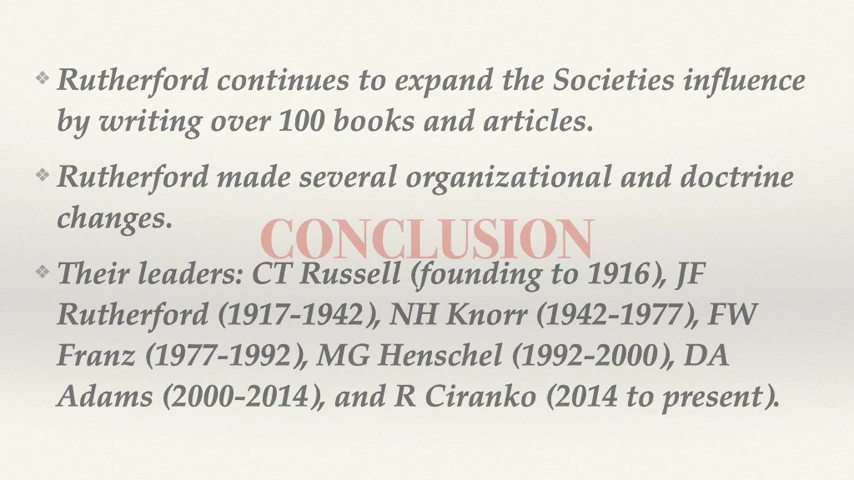 ❖ Rutherford continues to expand the Societies influence
by writing over 100 books and articles.
❖ Rutherford made several organizational and doctrine
changes.
CONCLUSION
❖ Their leaders: CT Russell (founding to 1916), JF
Rutherford (1917-1942), NH Knorr (1942-1977), FW
Franz (1977-1992), MG Henschel (1992-2000), DA
Adams (2000-2014), and R Ciranko (2014 to present).